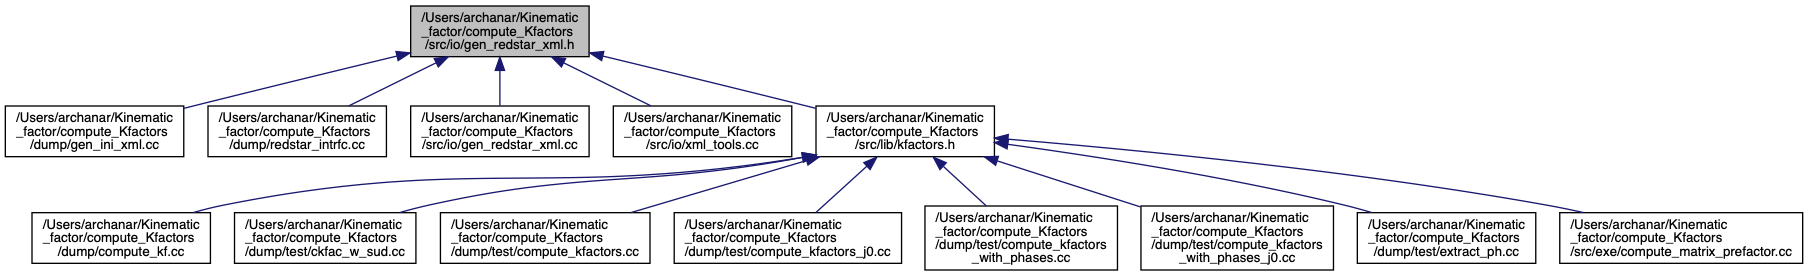 /Users/archanar/Kinematic
_factor/compute_Kfactors
/src/io/gen_redstar_xml.h
/Users/archanar/Kinematic
_factor/compute_Kfactors
/dump/gen_ini_xml.cc
/Users/archanar/Kinematic
_factor/compute_Kfactors
/dump/redstar_intrfc.cc
/Users/archanar/Kinematic
_factor/compute_Kfactors
/src/io/gen_redstar_xml.cc
/Users/archanar/Kinematic
_factor/compute_Kfactors
/src/io/xml_tools.cc
/Users/archanar/Kinematic
_factor/compute_Kfactors
/src/lib/kfactors.h
/Users/archanar/Kinematic
_factor/compute_Kfactors
/dump/compute_kf.cc
/Users/archanar/Kinematic
_factor/compute_Kfactors
/dump/test/ckfac_w_sud.cc
/Users/archanar/Kinematic
_factor/compute_Kfactors
/dump/test/compute_kfactors.cc
/Users/archanar/Kinematic
_factor/compute_Kfactors
/dump/test/compute_kfactors_j0.cc
/Users/archanar/Kinematic
_factor/compute_Kfactors
/dump/test/compute_kfactors
_with_phases.cc
/Users/archanar/Kinematic
_factor/compute_Kfactors
/dump/test/compute_kfactors
_with_phases_j0.cc
/Users/archanar/Kinematic
_factor/compute_Kfactors
/dump/test/extract_ph.cc
/Users/archanar/Kinematic
_factor/compute_Kfactors
/src/exe/compute_matrix_prefactor.cc